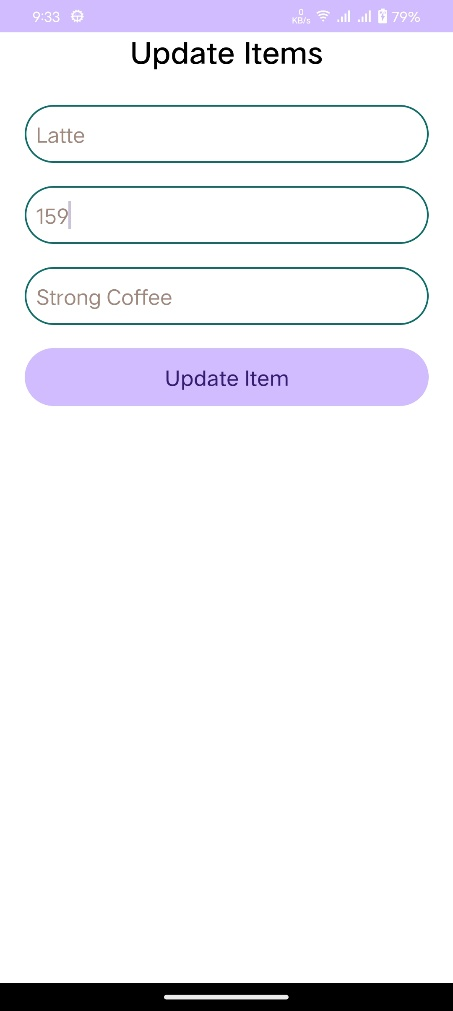 9:33
0
KB/s
79%
Update Items
Latte
159
Strong Coffee
Update Item